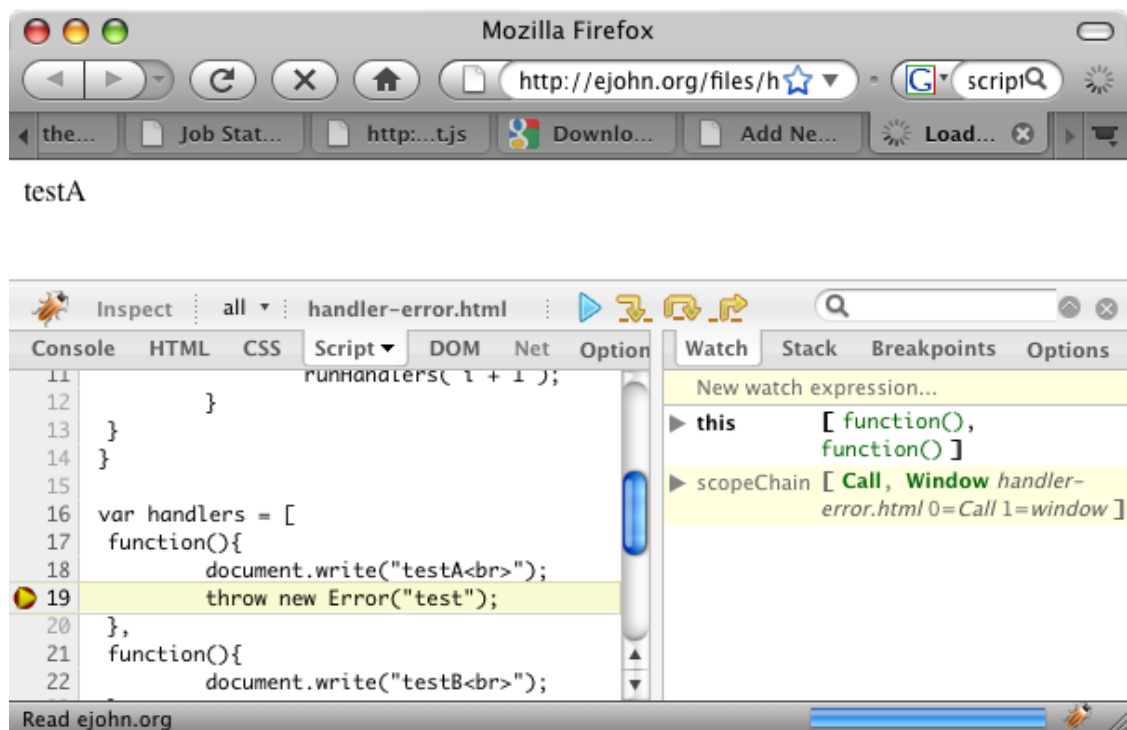 Mozilla Firefox
http://ejohn.org/files/h G script
the... Job Stat... http:...t.js Downlo... Add Ne... Load...
testA
Inspect all handler-error.html
Console HTML CSS Script DOM Net Option Watch Stack Breakpoints Options
11 runHandlers( i + 1 );
12 }
13 }
14 }
15
16 var handlers = [
17 function(){
18 document.write("testA<br>");
19 throw new Error("test");
20 },
21 function(){
22 document.write("testB<br>");
New watch expression...
this [ function(),
function() ]
scopeChain [ Call, Window handler-
error.html 0=Call 1=window ]
Read ejohn.org